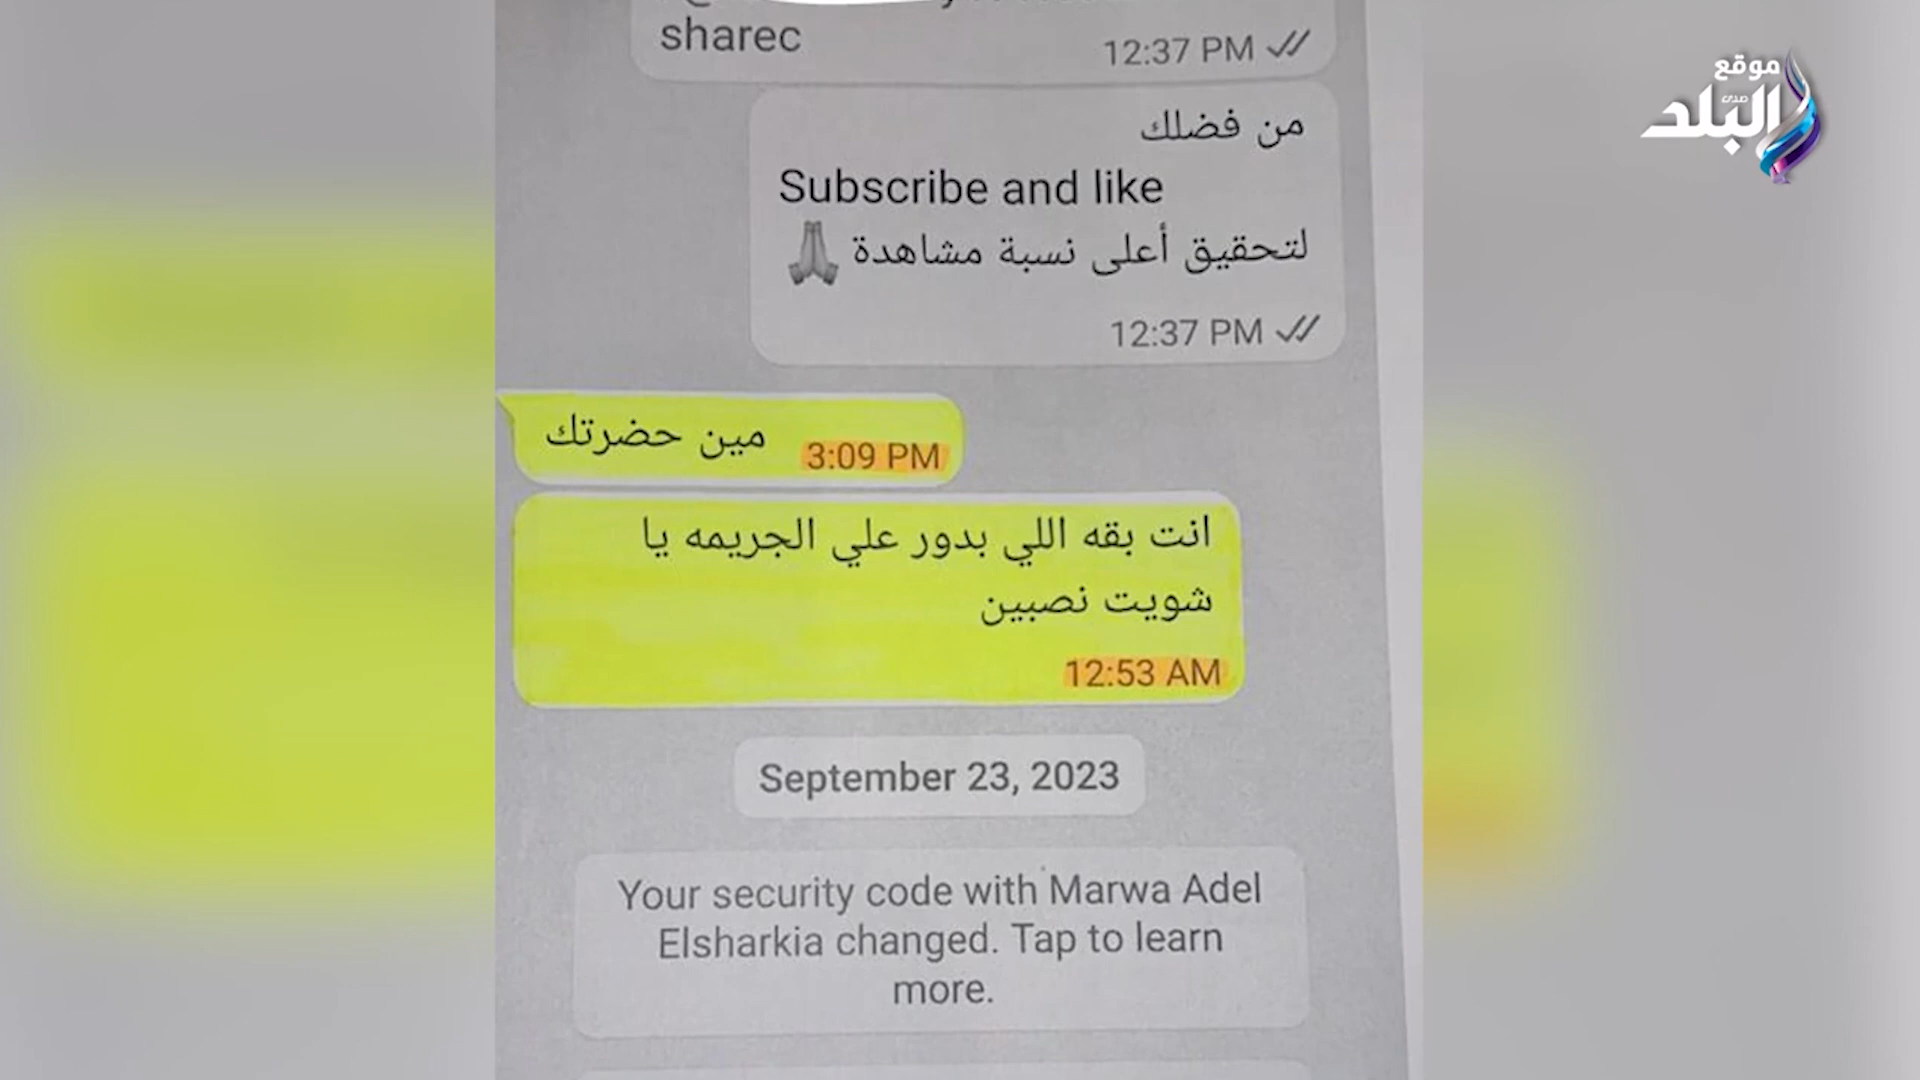 sharec
12:37 PM
موقع
صدى
البلد
من فضلك
Subscribe and like
لتحقيق أعلى نسبة مشاهدة 🙏
12:37 PM
مين حضرتك
3:09 PM
انت بقه اللي بدور علي الجريمه يا
شويت نصبين
12:53 AM
September 23, 2023
Your security code with Marwa Adel
Elsharkia changed. Tap to learn
more.